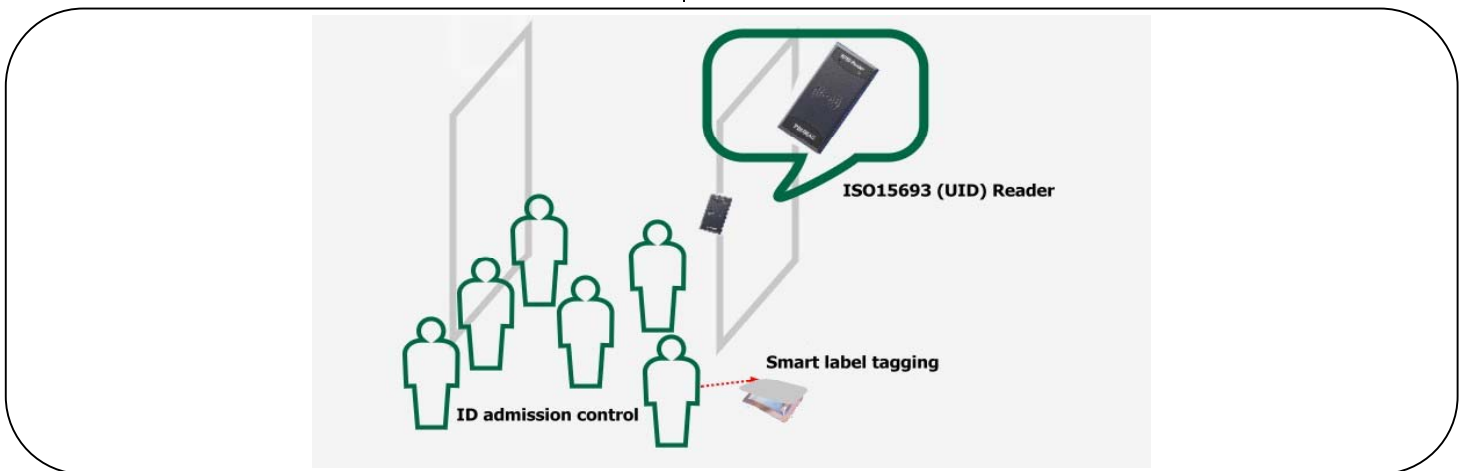 ISO15693 (UID) Reader
Smart label tagging
ID admission control